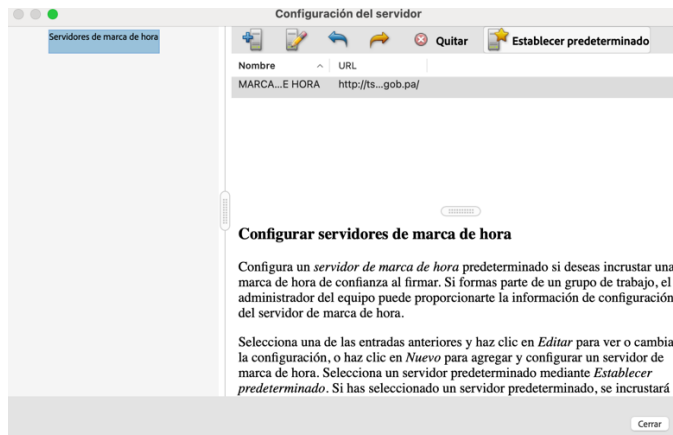 Configuración del servidor
Servidores de marca de hora
Quitar
Establecer predeterminado
Nombre URL
MARCA...E HORA http://ts...gob.pa/
Configurar servidores de marca de hora
Configura un servidor de marca de hora predeterminado si deseas incrustar una
marca de hora de confianza al firmar. Si formas parte de un grupo de trabajo, el
administrador del equipo puede proporcionarte la información de configuración
del servidor de marca de hora.
Selecciona una de las entradas anteriores y haz clic en Editar para ver o cambia
la configuración, o haz clic en Nuevo para agregar y configurar un servidor de
marca de hora. Selecciona un servidor predeterminado mediante Establecer
predeterminado. Si has seleccionado un servidor predeterminado, se incrustará
Cerrar